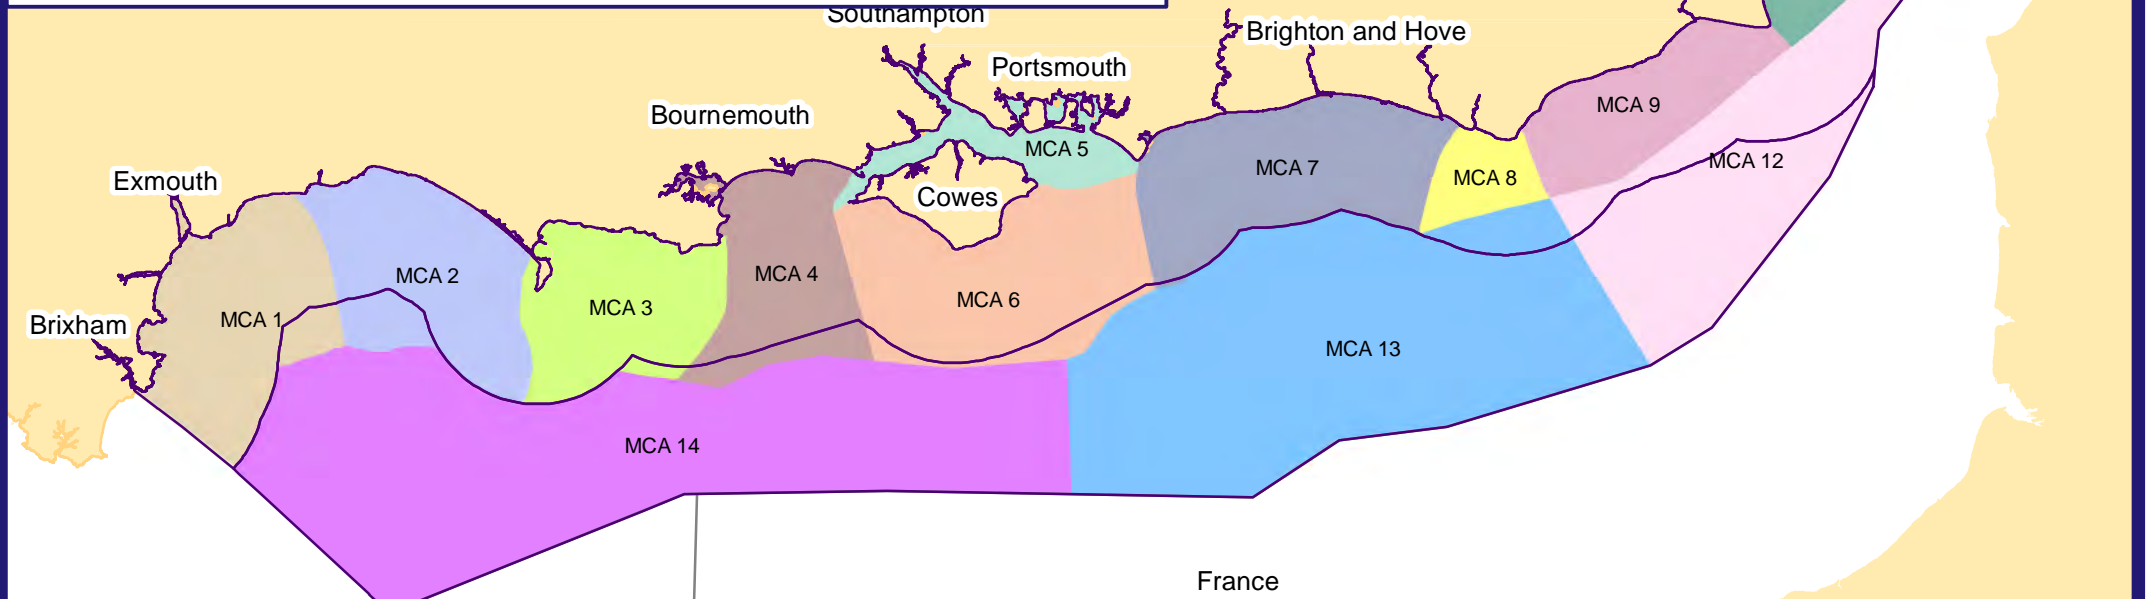 Southampton
Brighton and Hove
Portsmouth
Bournemouth
MCA 9
MCA 5
MCA 12
MCA 7
MCA 8
Exmouth
Cowes
MCA 2
MCA 4
MCA 6
MCA 3
MCA 1
Brixham
MCA 13
MCA 14
France